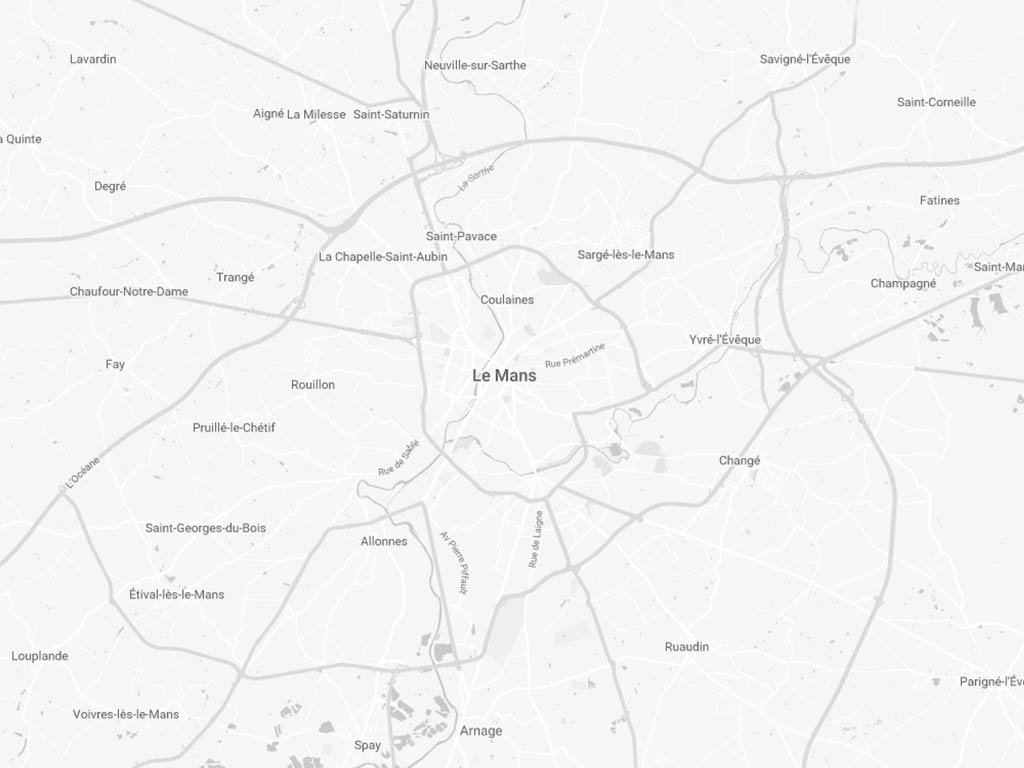 Lavardin
Neuville-sur-Sarthe
Savigné-l'Évêque
Saint-Corneille
Aigné
La Milesse
Saint-Saturnin
a Quinte
La Sarthe
Degré
Fatines
Saint-Pavace
Sargé-lès-le-Mans
La Chapelle-Saint-Aubin
Saint-Mar
Trangé
Champagné
Chaufour-Notre-Dame
Coulaines
Yvré-l'Évêque
Rue Prémartine
Fay
Le Mans
Rouillon
Pruillé-le-Chétif
Rue de Sablé
Changé
L'Océane
Saint-Georges-du-Bois
Allonnes
Rue de Laigne
Av Pierre Piffault
Étival-lès-le-Mans
Ruaudin
Louplande
Parigné-l'Évê
Voivres-lès-le-Mans
Arnage
Spay